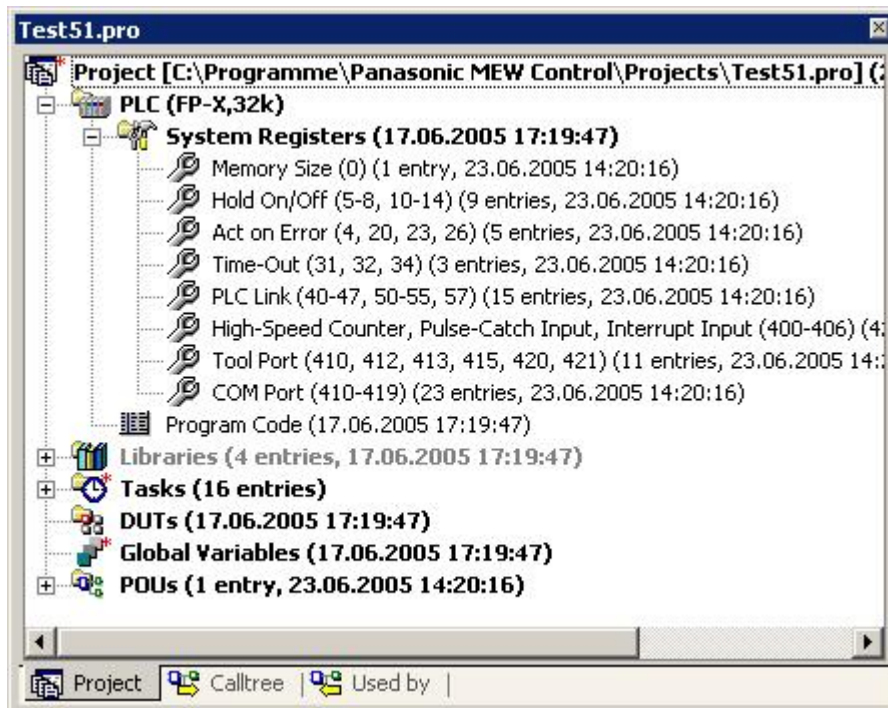 Test51.pro
Project [C:\Programme\Panasonic MEW Control\Projects\Test51.pro] (
PLC (FP-X,32k)
System Registers (17.06.2005 17:19:47)
Memory Size (0) (1 entry, 23.06.2005 14:20:16)
Hold On/Off (5-8, 10-14) (9 entries, 23.06.2005 14:20:16)
Act on Error (4, 20, 23, 26) (5 entries, 23.06.2005 14:20:16)
Time-Out (31, 32, 34) (3 entries, 23.06.2005 14:20:16)
PLC Link (40-47, 50-55, 57) (15 entries, 23.06.2005 14:20:16)
High-Speed Counter, Pulse-Catch Input, Interrupt Input (400-406) (4
Tool Port (410, 412, 413, 415, 420, 421) (11 entries, 23.06.2005 14:
COM Port (410-419) (23 entries, 23.06.2005 14:20:16)
Program Code (17.06.2005 17:19:47)
Libraries (4 entries, 17.06.2005 17:19:47)
Tasks (16 entries)
DUTs (17.06.2005 17:19:47)
Global Variables (17.06.2005 17:19:47)
POUs (1 entry, 23.06.2005 14:20:16)
Project Calltree | Used by |